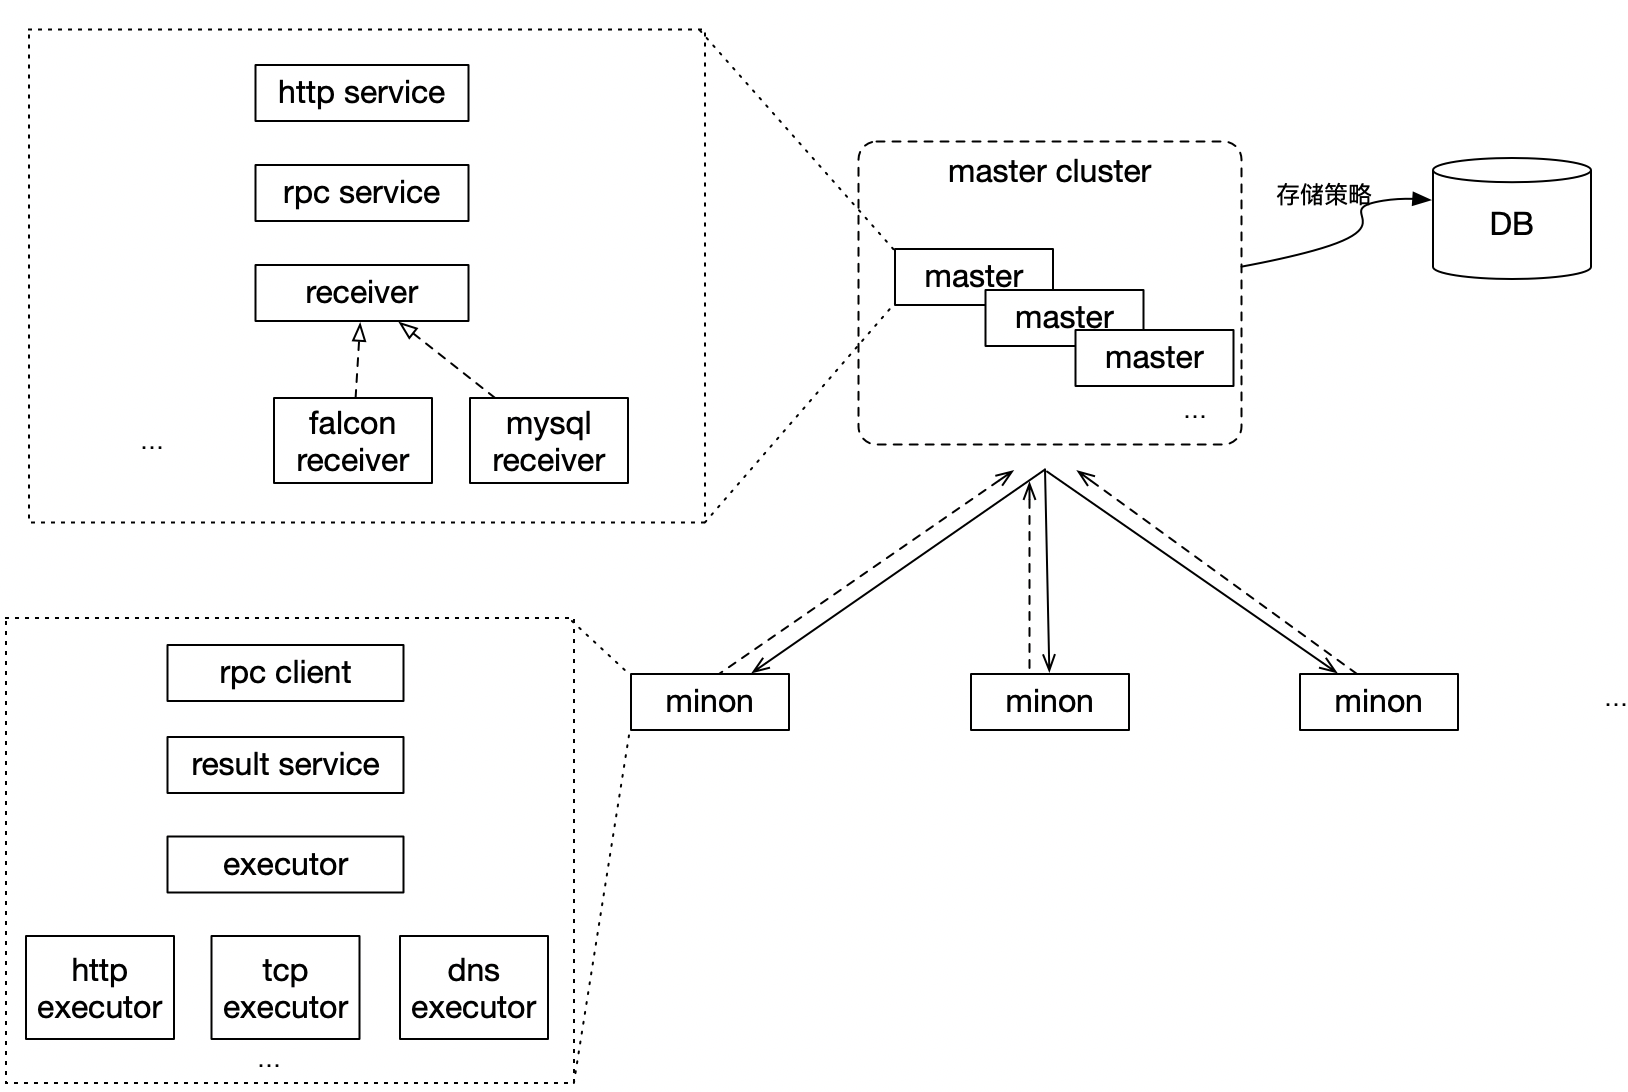 http service
rpc service
receiver
falcon
receiver
mysql
receiver
...
master cluster
master
master
master
...
存储策略
DB
rpc client
result service
executor
http
executor
tcp
executor
dns
executor
...
minon
minon
minon
...